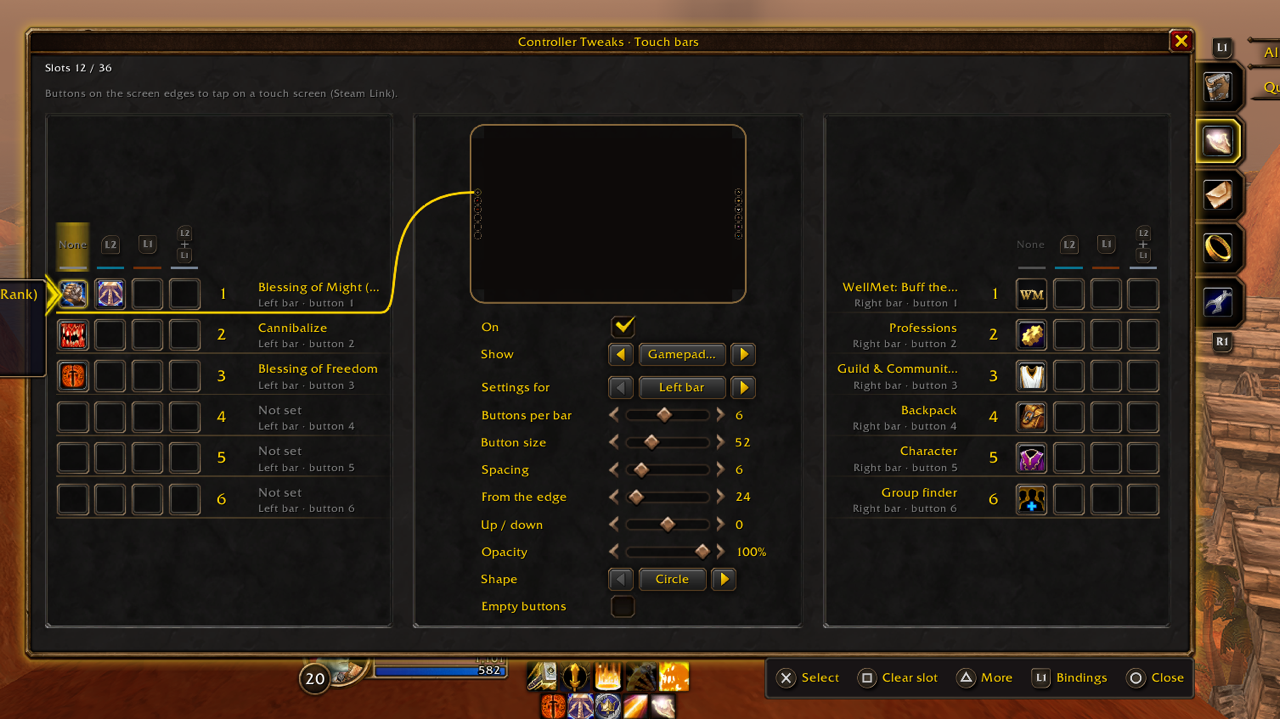 Controller Tweaks · Touch bars
L1
Slots 12 / 36
Buttons on the screen edges to tap on a touch screen (Steam Link).
None L2 L1 L2 + L1
Rank)
1 Blessing of Might (...
Left bar · button 1
2 Cannibalize
Left bar · button 2
3 Blessing of Freedom
Left bar · button 3
4 Not set
Left bar · button 4
5 Not set
Left bar · button 5
6 Not set
Left bar · button 6
On
Show Gamepad...
Settings for Left bar
Buttons per bar 6
Button size 52
Spacing 6
From the edge 24
Up / down 0
Opacity 100%
Shape Circle
Empty buttons
None L2 L1 L2 + L1
WellMet: Buff the... 1 WM
Right bar · button 1
Professions 2
Right bar · button 2
Guild & Communit... 3
Right bar · button 3
Backpack 4
Right bar · button 4
Character 5
Right bar · button 5
Group finder 6
Right bar · button 6
R1
20
582
Select Clear slot More L1 Bindings Close